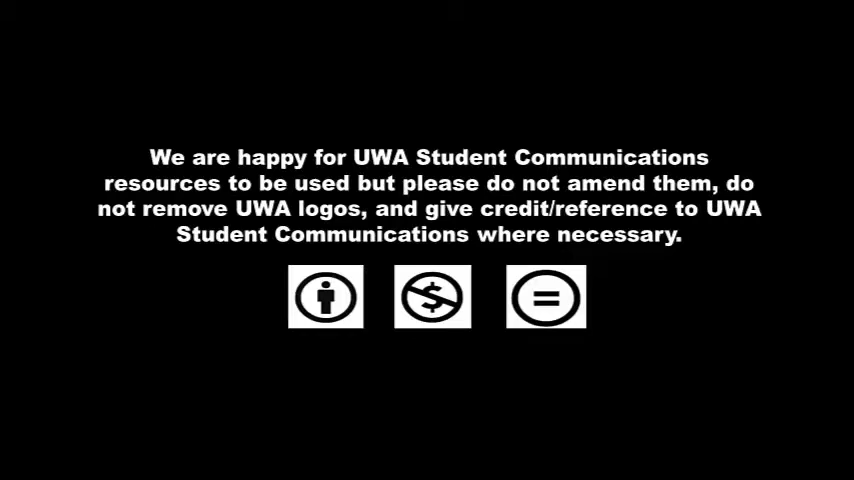 We are happy for UWA Student Communications
resources to be used but please do not amend them, do
not remove UWA logos, and give credit/reference to UWA
Student Communications where necessary.